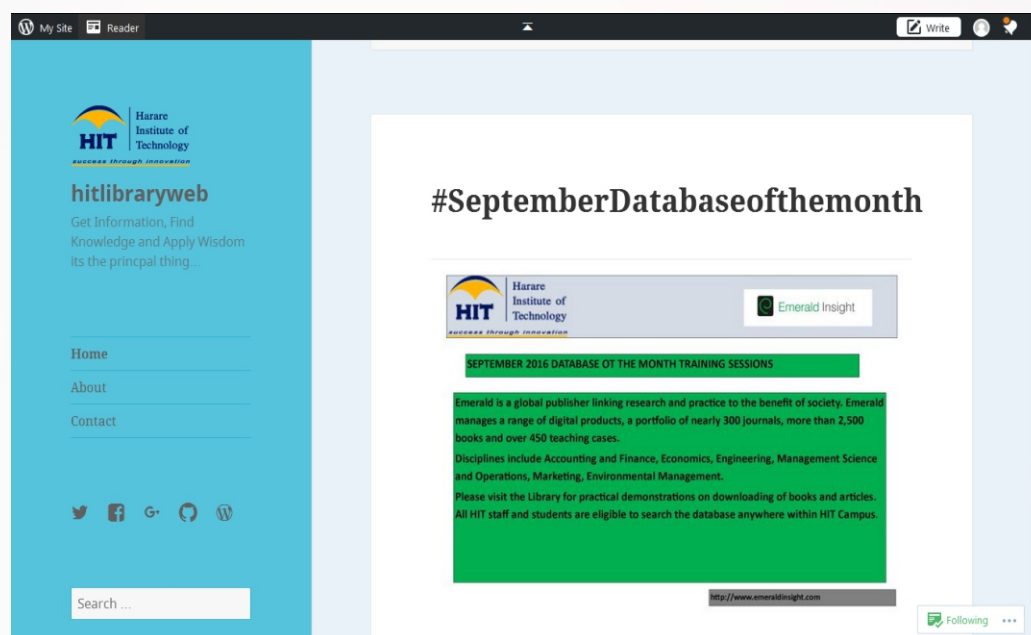 My Site
Reader
Write
Harare
Institute of
HIT
Technology
success through innovation
hitlibraryweb
Get Information, Find
Knowledge and Apply Wisdom
its the princpal thing...
Home
About
Contact
G+
Search ...
#SeptemberDatabaseofthemonth
Harare
Institute of
HIT
Technology
success through innovation
Emerald Insight
SEPTEMBER 2016 DATABASE OT THE MONTH TRAINING SESSIONS
Emerald is a global publisher linking research and practice to the benefit of society. Emerald
manages a range of digital products, a portfolio of nearly 300 journals, more than 2,500
books and over 450 teaching cases.
Disciplines include Accounting and Finance, Economics, Engineering, Management Science
and Operations, Marketing, Environmental Management.
Please visit the Library for practical demonstrations on downloading of books and articles.
All HIT staff and students are eligible to search the database anywhere within HIT Campus.
http://www.emeraldinsight.com
Following